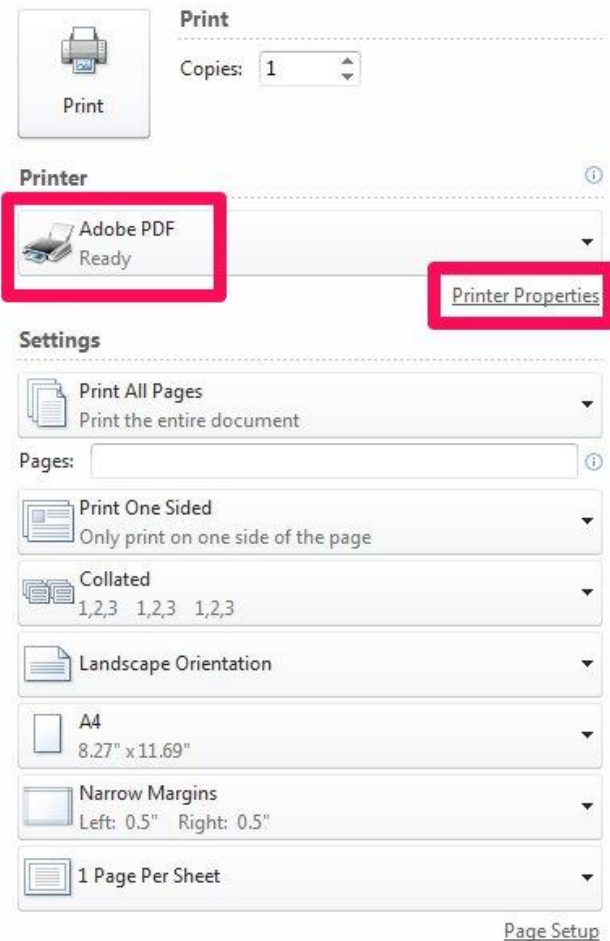 Print
Copies: 1
Print
Printer
Adobe PDF
Ready
Printer Properties
Settings
Print All Pages
Print the entire document
Pages:
Print One Sided
Only print on one side of the page
Collated
1,2,3 1,2,3 1,2,3
Landscape Orientation
A4
8.27" x 11.69"
Narrow Margins
Left: 0.5" Right: 0.5"
1 Page Per Sheet
Page Setup